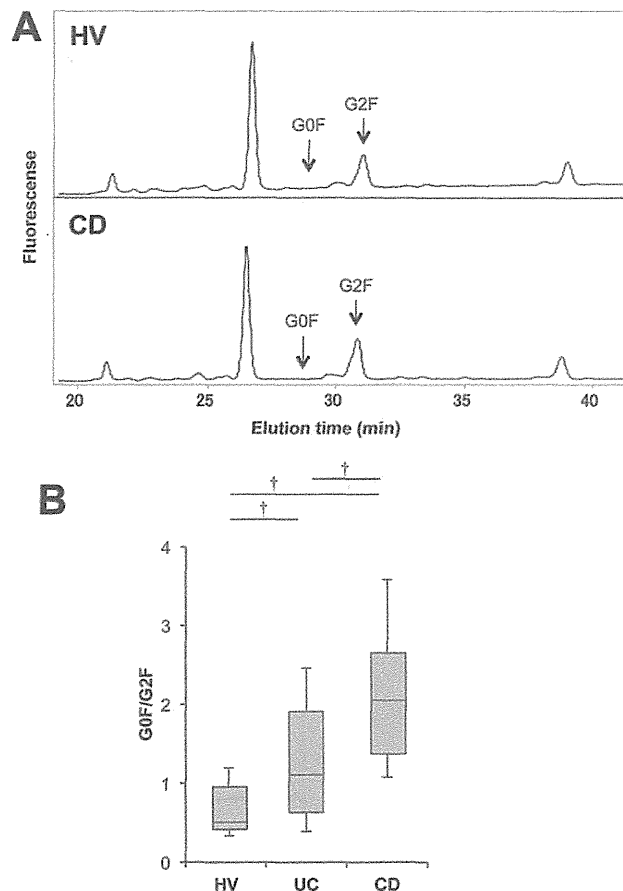 A
HV
G0F
G2F
CD
G0F
G2F
Fluorescense
20 25 30 35 40
Elution time (min)
B
†
†
†
4
3
2
1
0
G0F/G2F
HV UC CD